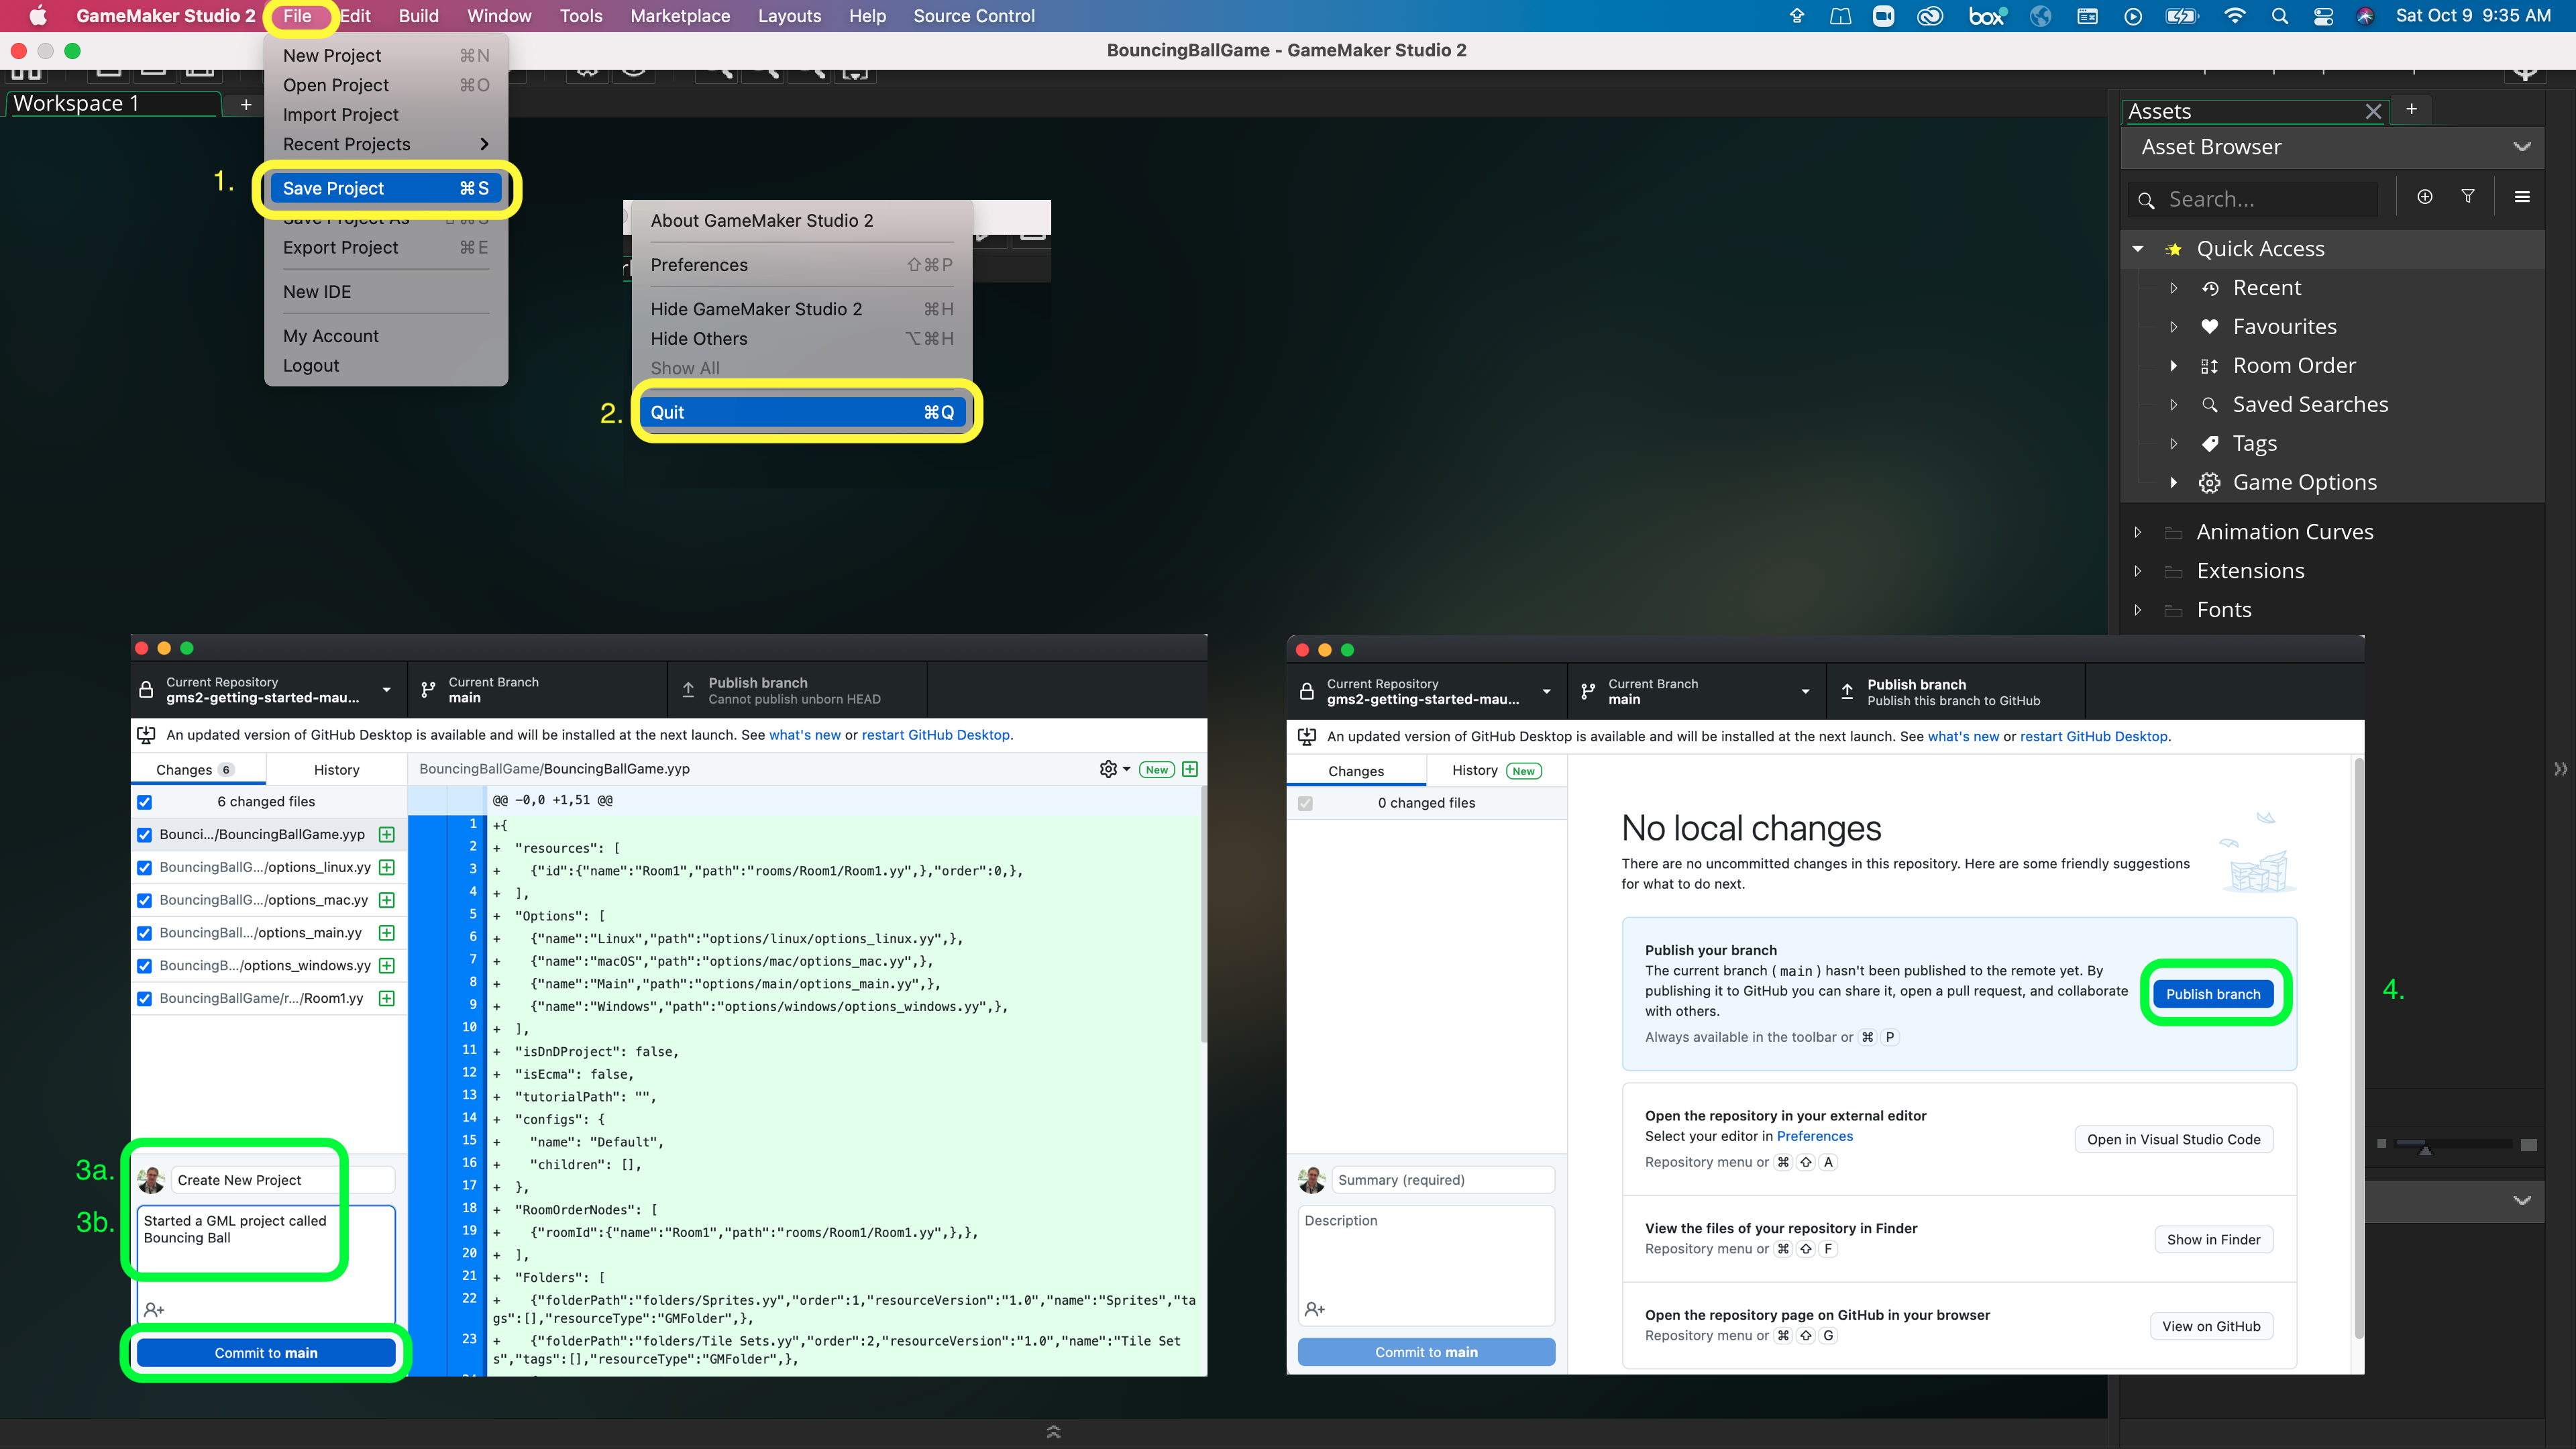 GameMaker Studio 2 File Edit Build Window Tools Marketplace Layouts Help Source Control
box Sat Oct 9 9:35 AM
BouncingBallGame - GameMaker Studio 2
Workspace 1 +
New Project ⌘N
Open Project ⌘O
Import Project
Recent Projects
1. Save Project ⌘S
Save Project As ⇧⌘S
Export Project ⌘E
New IDE
My Account
Logout
About GameMaker Studio 2
Preferences ⇧⌘P
Hide GameMaker Studio 2 ⌘H
Hide Others ⌥⌘H
Show All
2. Quit ⌘Q
Assets +
Asset Browser
Search...
Quick Access
Recent
Favourites
Room Order
Saved Searches
Tags
Game Options
Animation Curves
Extensions
Fonts
Current Repository
gms2-getting-started-mau...
Current Branch
main
Publish branch
Cannot publish unborn HEAD
An updated version of GitHub Desktop is available and will be installed at the next launch. See what's new or restart GitHub Desktop.
Changes 6 History
6 changed files
Bounci.../BouncingBallGame.yyp
BouncingBallG.../options_linux.yy
BouncingBallG.../options_mac.yy
BouncingBall.../options_main.yy
BouncingB.../options_windows.yy
BouncingBallGame/r.../Room1.yy
3a. Create New Project
3b. Started a GML project called
Bouncing Ball
Commit to main
BouncingBallGame/BouncingBallGame.yyp New
@@ -0,0 +1,51 @@
1 +{
2 + "resources": [
3 + {"id":{"name":"Room1","path":"rooms/Room1/Room1.yy",},"order":0,},
4 + ],
5 + "Options": [
6 + {"name":"Linux","path":"options/linux/options_linux.yy",},
7 + {"name":"macOS","path":"options/mac/options_mac.yy",},
8 + {"name":"Main","path":"options/main/options_main.yy",},
9 + {"name":"Windows","path":"options/windows/options_windows.yy",},
10 + ],
11 + "isDnDProject": false,
12 + "isEcma": false,
13 + "tutorialPath": "",
14 + "configs": {
15 + "name": "Default",
16 + "children": [],
17 + },
18 + "RoomOrderNodes": [
19 + {"roomId":{"name":"Room1","path":"rooms/Room1/Room1.yy",},},
20 + ],
21 + "Folders": [
22 + {"folderPath":"folders/Sprites.yy","order":1,"resourceVersion":"1.0","name":"Sprites","ta
gs":[],"resourceType":"GMFolder",},
23 + {"folderPath":"folders/Tile Sets.yy","order":2,"resourceVersion":"1.0","name":"Tile Set
s","tags":[],"resourceType":"GMFolder",},
Current Repository
gms2-getting-started-mau...
Current Branch
main
Publish branch
Publish this branch to GitHub
An updated version of GitHub Desktop is available and will be installed at the next launch. See what's new or restart GitHub Desktop.
Changes History New
0 changed files
Summary (required)
Description
Commit to main
No local changes
There are no uncommitted changes in this repository. Here are some friendly suggestions
for what to do next.
Publish your branch
The current branch (main) hasn't been published to the remote yet. By
publishing it to GitHub you can share it, open a pull request, and collaborate
with others.
Always available in the toolbar or ⌘ P
Publish branch
4.
Open the repository in your external editor
Select your editor in Preferences
Repository menu or ⌘ ⇧ A
Open in Visual Studio Code
View the files of your repository in Finder
Repository menu or ⌘ ⇧ F
Show in Finder
Open the repository page on GitHub in your browser
Repository menu or ⌘ ⇧ G
View on GitHub